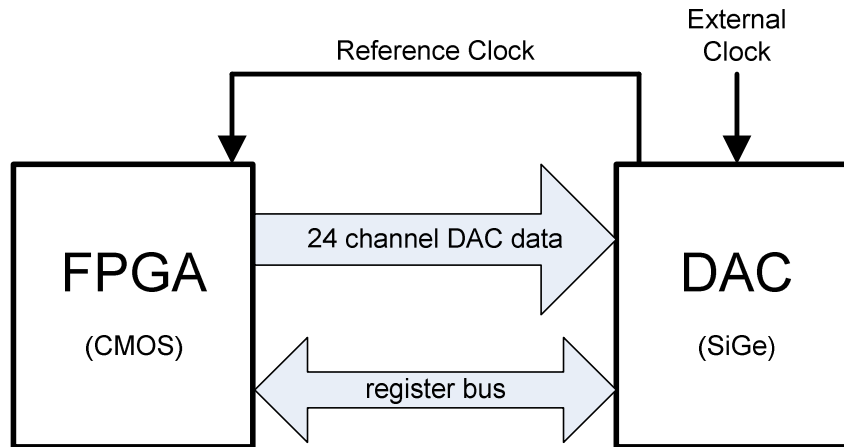 External
Clock
Reference Clock
24 channel DAC data
FPGA
(CMOS)
DAC
(SiGe)
register bus